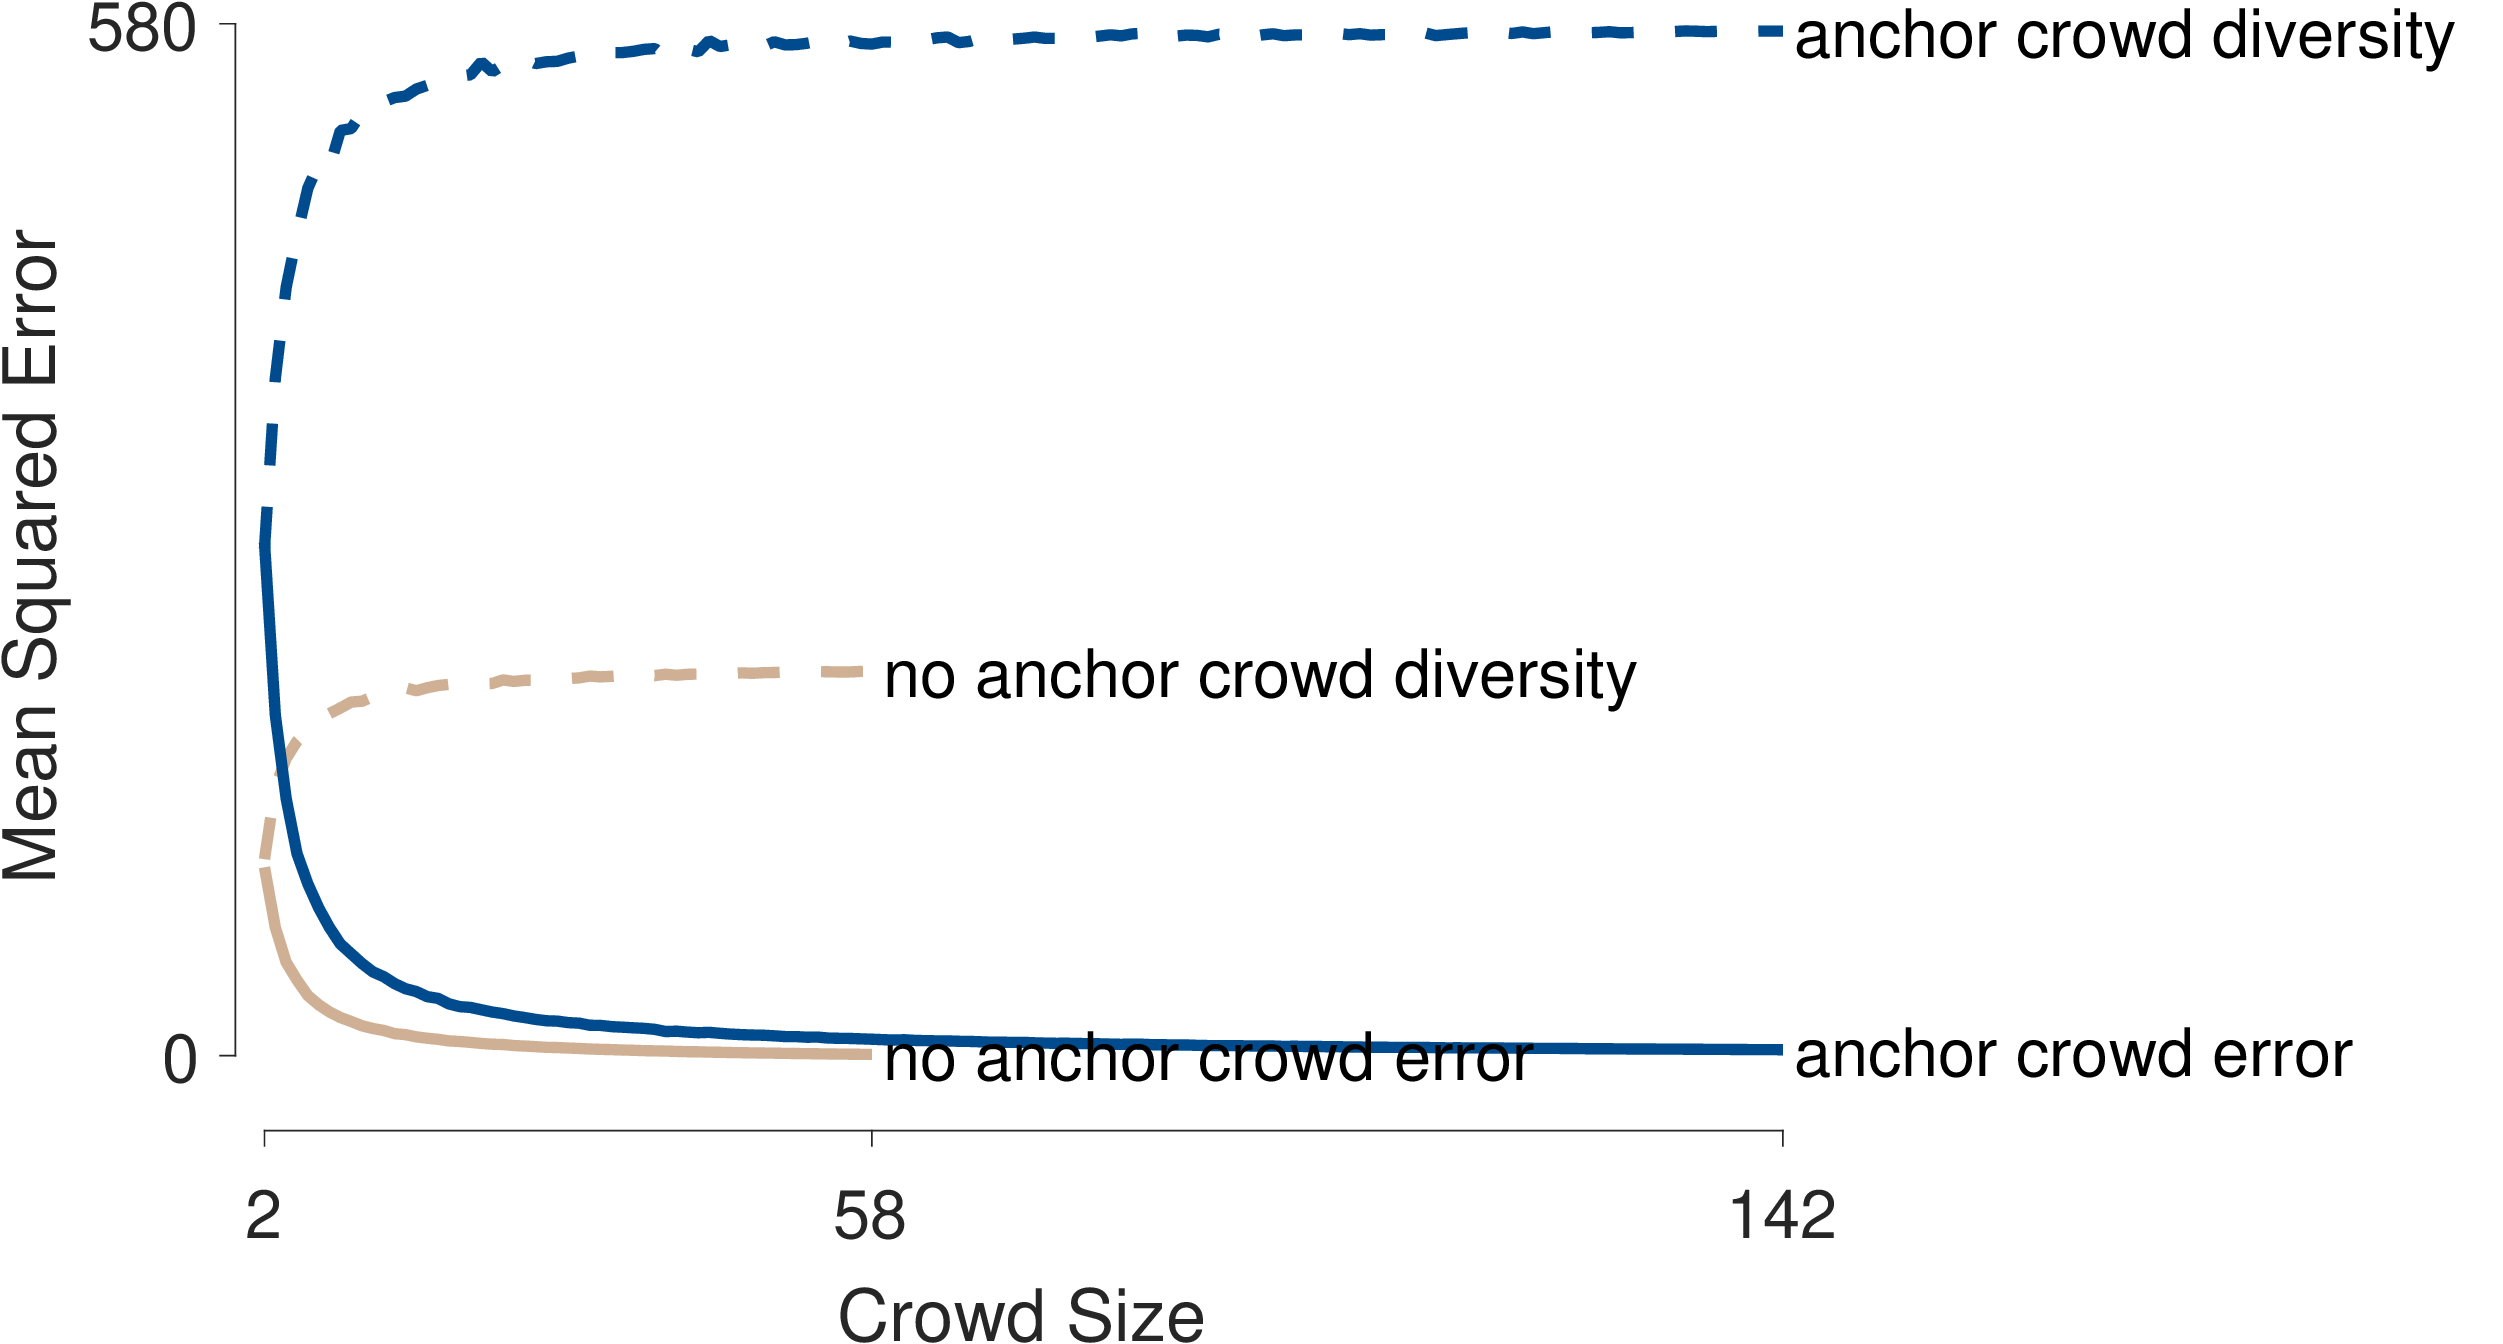 580
anchor crowd diversity
Mean Squared Error
no anchor crowd diversity
0
no anchor crowd error
anchor crowd error
2
58
142
Crowd Size